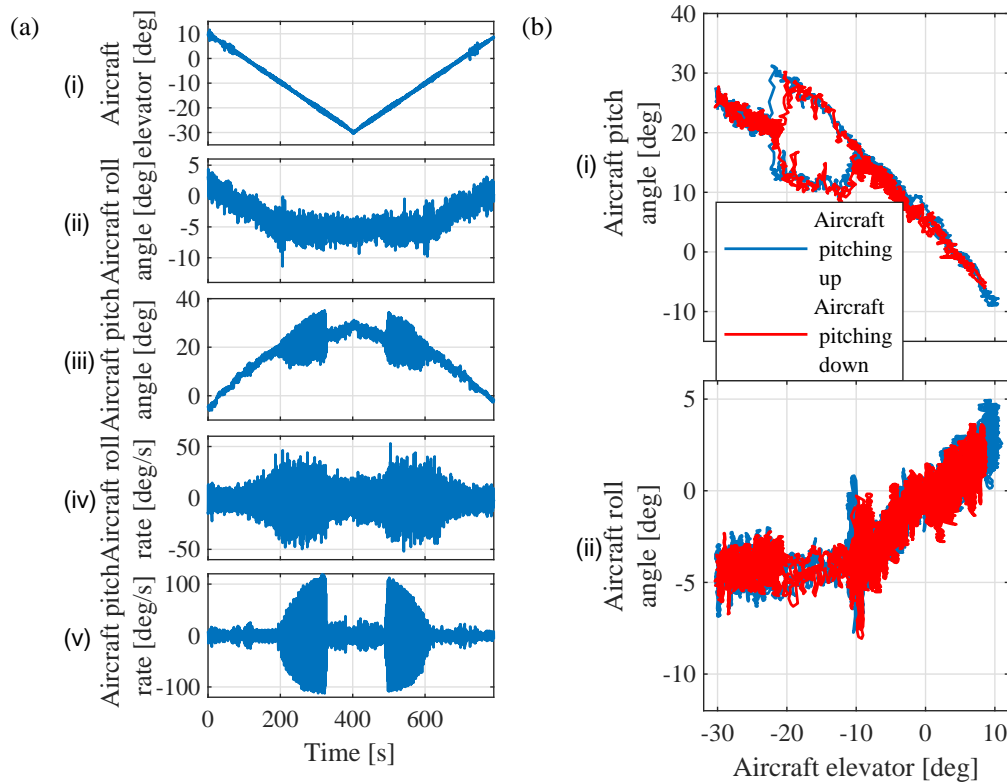 (a)
(i)
Aircraft
elevator [deg]
10
0
-10
-20
-30
(ii)
Aircraft roll
angle [deg]
5
0
-5
-10
(iii)
Aircraft pitch
angle [deg]
40
20
0
(iv)
Aircraft roll
rate [deg/s]
50
0
-50
(v)
Aircraft pitch
rate [deg/s]
100
0
-100
0
200
400
600
Time [s]
(b)
(i)
Aircraft pitch
angle [deg]
40
30
20
10
0
-10
Aircraft
pitching
up
Aircraft
pitching
down
(ii)
Aircraft roll
angle [deg]
5
0
-5
-10
-30
-20
-10
0
10
Aircraft elevator [deg]